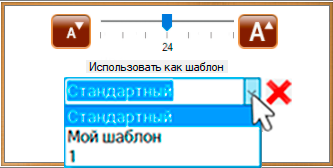 A A
24
Использовать как шаблон
Стандартный
Стандартный
Мой шаблон
1